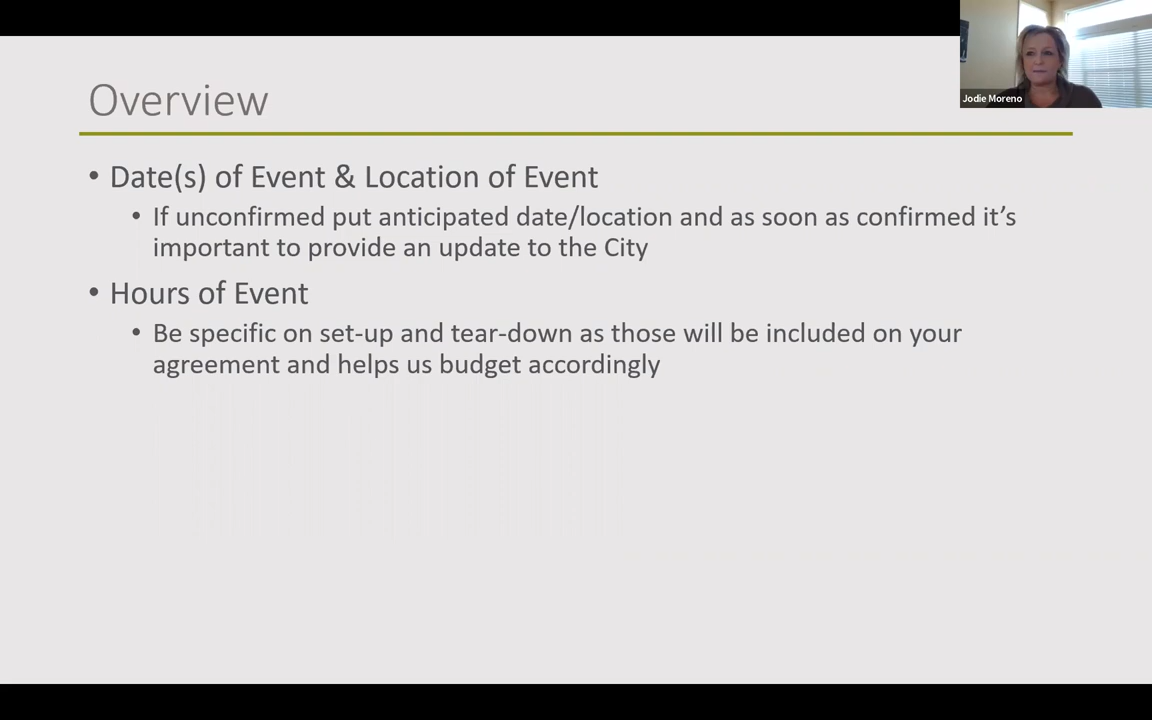 Overview
Jodie Moreno
• Date(s) of Event & Location of Event
• If unconfirmed put anticipated date/location and as soon as confirmed it’s
important to provide an update to the City
• Hours of Event
• Be specific on set-up and tear-down as those will be included on your
agreement and helps us budget accordingly